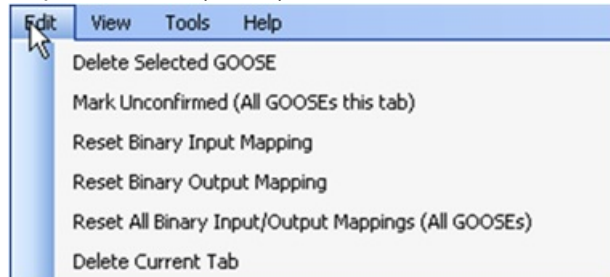 Edit View Tools Help
Delete Selected GOOSE
Mark Unconfirmed (All GOOSEs this tab)
Reset Binary Input Mapping
Reset Binary Output Mapping
Reset All Binary Input/Output Mappings (All GOOSEs)
Delete Current Tab